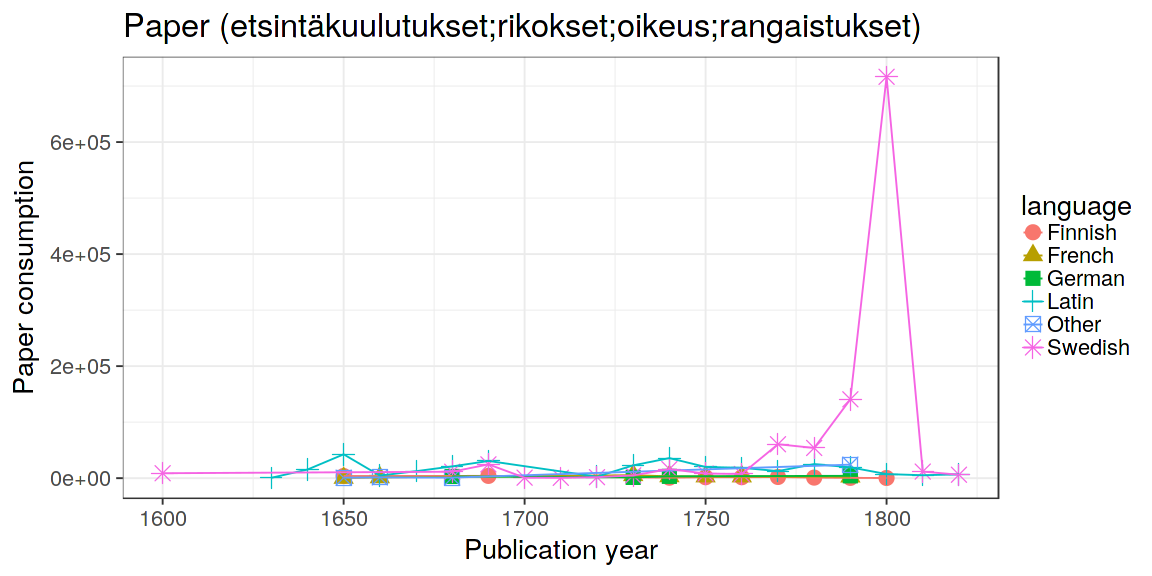 Paper (etsintäkuulutukset;rikokset;oikeus;rangaistukset)
Paper consumption
6e+05
4e+05
2e+05
0e+00
1600
1650
1700
1750
1800
Publication year
language
Finnish
French
German
Latin
Other
Swedish